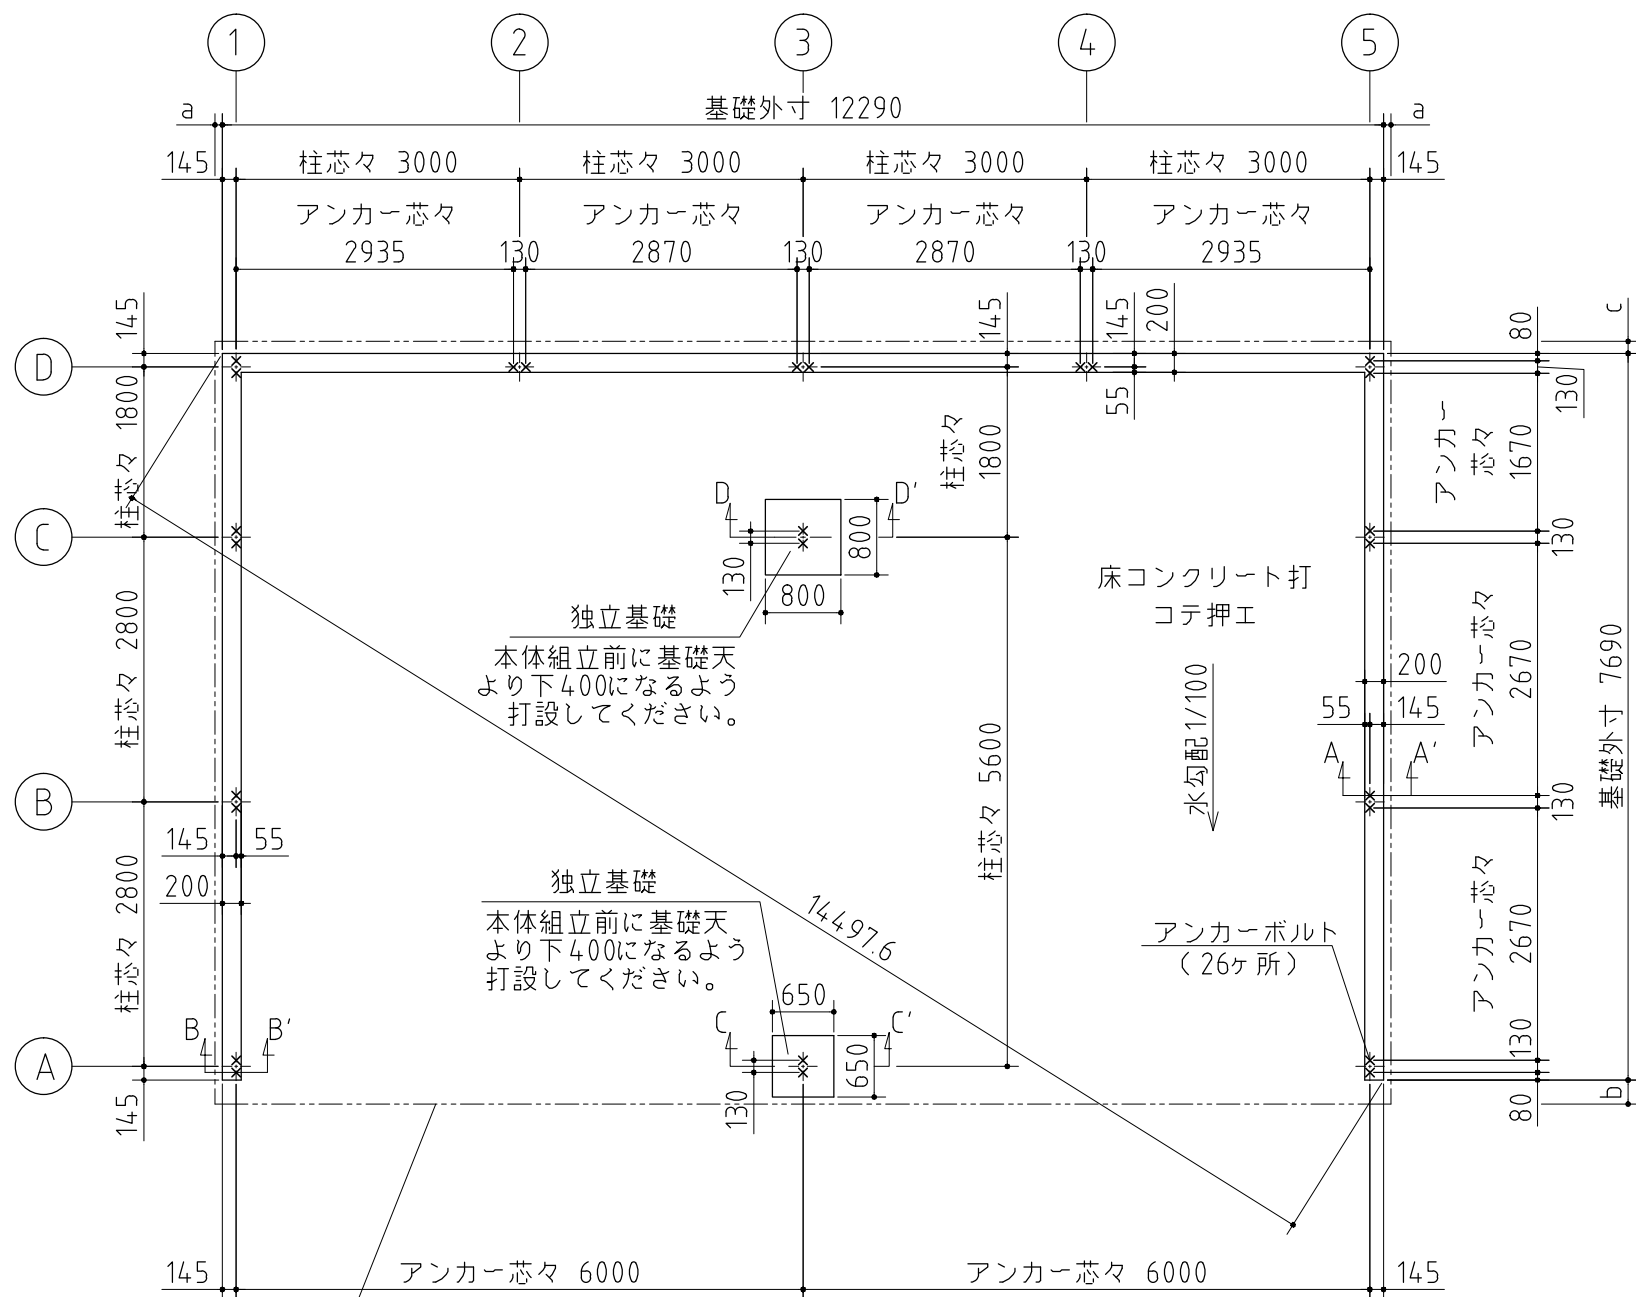 1 2 3 4 5
a 基礎外寸 12290 a
145 柱芯々 3000 柱芯々 3000 柱芯々 3000 柱芯々 3000 145
アンカー芯々 アンカー芯々 アンカー芯々 アンカー芯々
2935 130 2870 130 2870 130 2935
145 145 145 200 80 c
D
柱芯々 1800
55
130
柱芯々
1800
アンカー
芯々
1670
D D'
C
130
800
800
130
床コンクリート打
コテ押エ
独立基礎
本体組立前に基礎天
より下400になるよう
打設してください。
柱芯々 2800
水勾配1/100
アンカー芯々
2670
基礎外寸 7690
200
55 145
A A'
柱芯々 5600
B
130
145 55
200
柱芯々 2800
独立基礎
本体組立前に基礎天
より下400になるよう
打設してください。
14497.6
アンカーボルト
(26ヶ所)
アンカー芯々
2670
650
B B'
C C'
650
130
130
A
145
80
b
145 アンカー芯々 6000 アンカー芯々 6000 145